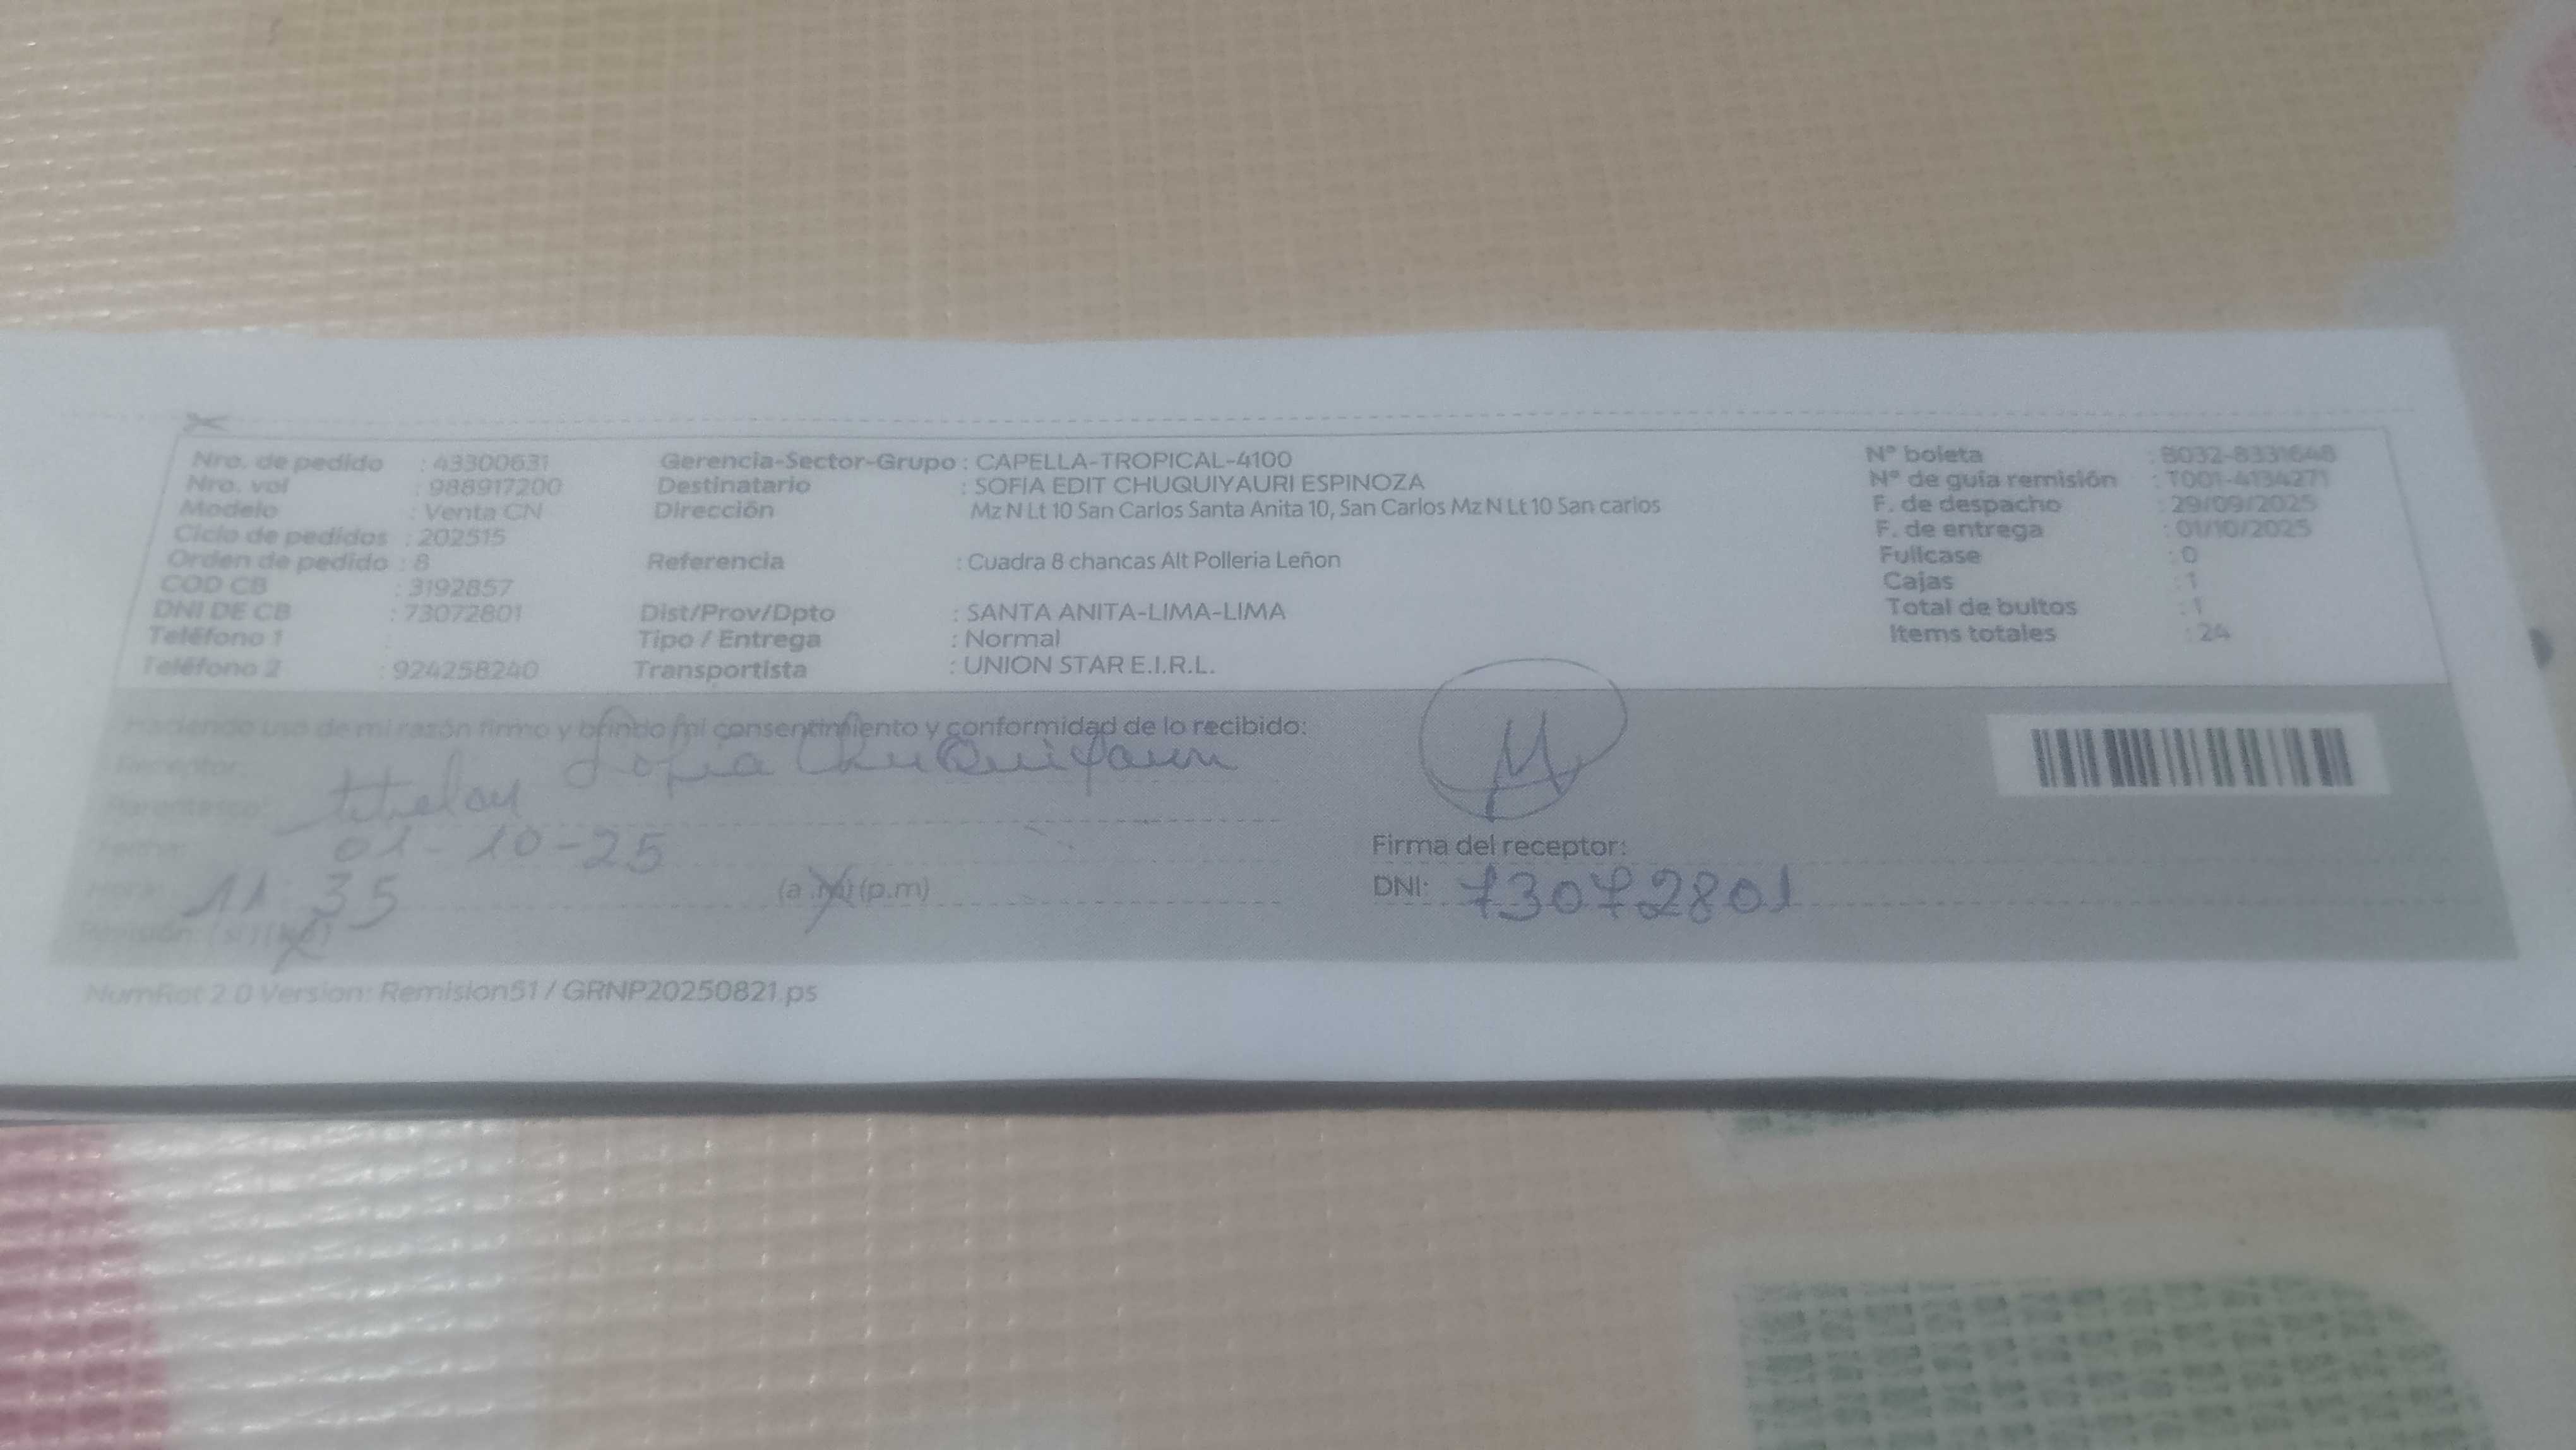 Nro. de pedido : 43300631
Nro. vol : 988917200
Modelo : Venta CN
Ciclo de pedidos : 202515
Orden de pedido : 8
COD CB : 3192857
DNI DE CB : 73072801
Teléfono 1 :
Teléfono 2 : 924258240
Gerencia-Sector-Grupo : CAPELLA-TROPICAL-4100
Destinatario : SOFIA EDIT CHUQUIYAURI ESPINOZA
Dirección Mz N Lt 10 San Carlos Santa Anita 10, San Carlos Mz N Lt 10 San carlos
Referencia : Cuadra 8 chancas Alt Polleria Leñon
Dist/Prov/Dpto : SANTA ANITA-LIMA-LIMA
Tipo / Entrega : Normal
Transportista : UNION STAR E.I.R.L.
N° boleta : B032-8331648
N° de guía remisión : T001-4134271
F. de despacho : 29/09/2025
F. de entrega : 01/10/2025
Fullcase : 0
Cajas : 1
Total de bultos : 1
Items totales : 24
Haciendo uso de mi razón firmo y brindo mi consentimiento y conformidad de lo recibido:
Receptor: Sofia Chuquiyauri
Parentesco: titular
Fecha: 01-10-25
Hora: 11:35 (a.m) (p.m)
Revisión: (si) (no)
Firma del receptor:
DNI: 73072801
NumRot 2.0 Version: Remision51 / GRNP20250821.ps